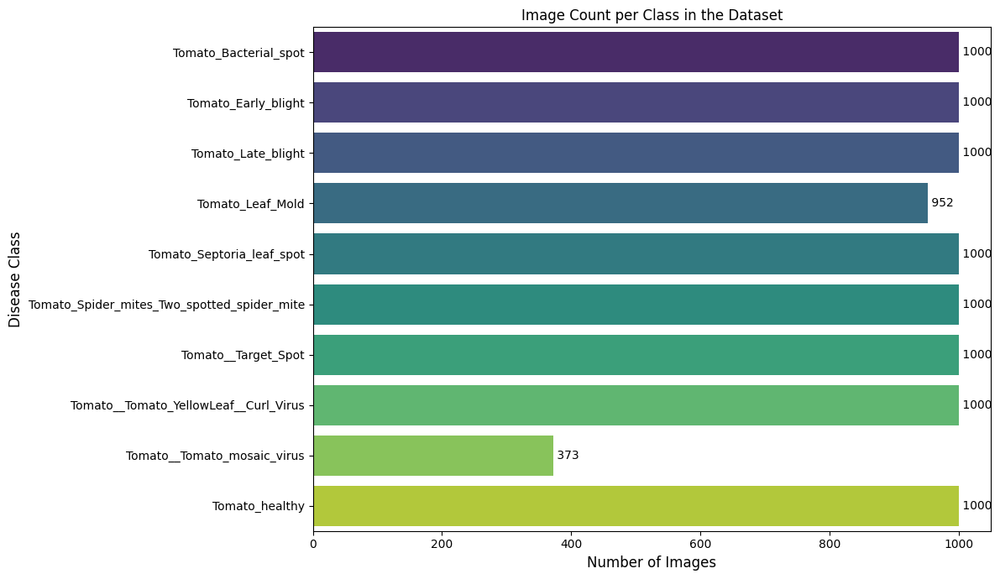 Image Count per Class in the Dataset
Tomato_Bacterial_spot 1000
Tomato_Early_blight 1000
Tomato_Late_blight 1000
Tomato_Leaf_Mold 952
Tomato_Septoria_leaf_spot 1000
Tomato_Spider_mites_Two_spotted_spider_mite 1000
Tomato__Target_Spot 1000
Tomato__Tomato_YellowLeaf__Curl_Virus 1000
Tomato__Tomato_mosaic_virus 373
Tomato_healthy 1000
0 200 400 600 800 1000
Number of Images
Disease Class